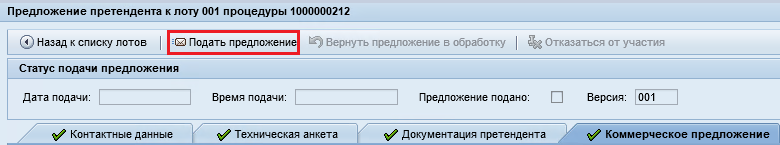 Предложение претендента к лоту 001 процедуры 1000000212
Назад к списку лотов Подать предложение Вернуть предложение в обработку Отказаться от участия
Статус подачи предложения
Дата подачи: Время подачи: Предложение подано: Версия: 001
Контактные данные Техническая анкета Документация претендента Коммерческое предложение